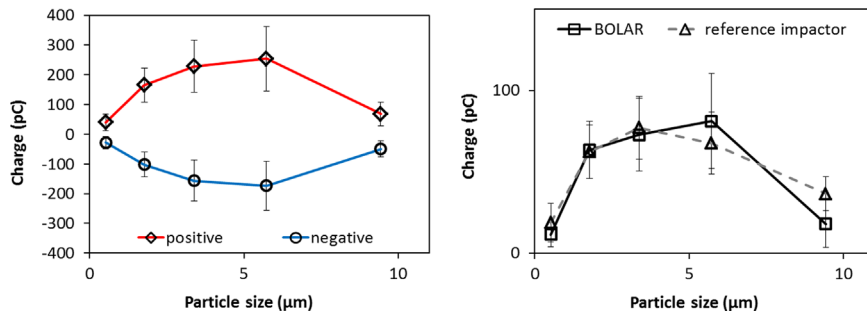 400
300
200
100
0
-100
-200
-300
-400
Charge (pC)
positive
negative
0
5
10
Particle size (μm)
BOLAR
reference impactor
100
0
Charge (pC)
0
5
10
Particle size (μm)